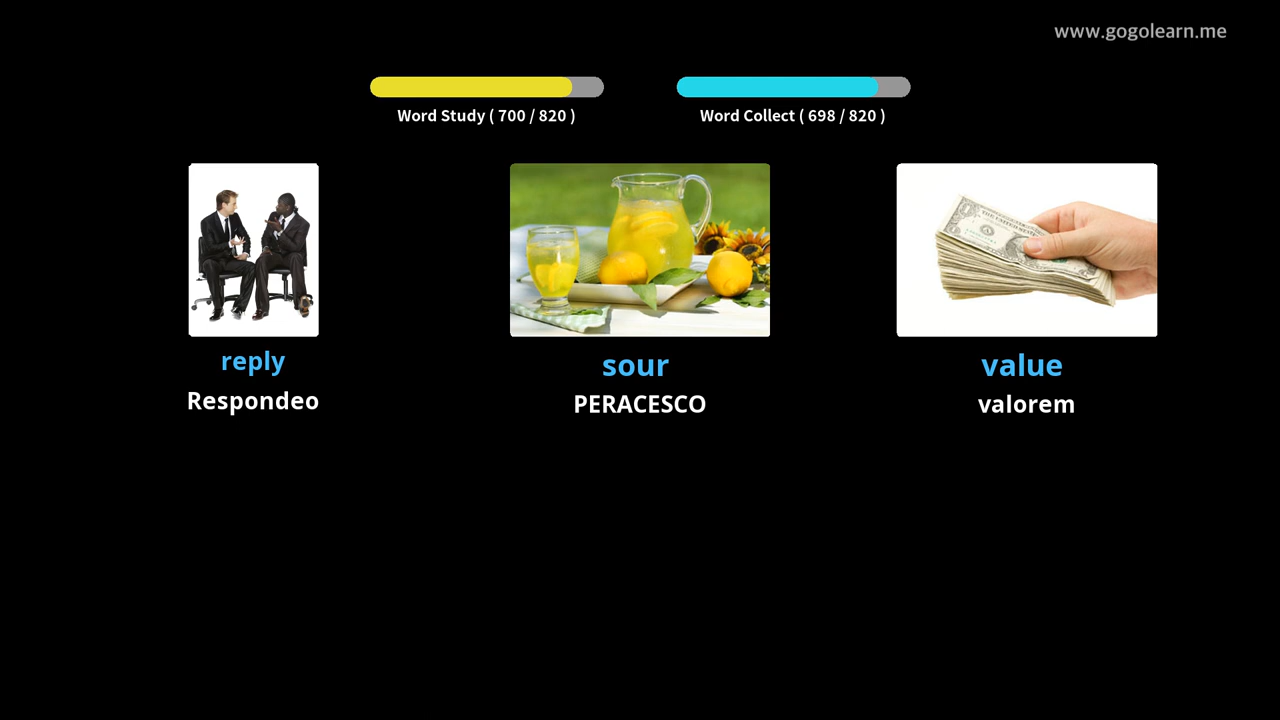 www.gogolearn.me
Word Study ( 700 / 820 )
Word Collect ( 698 / 820 )
reply
Respondeo
sour
PERACESCO
value
valorem